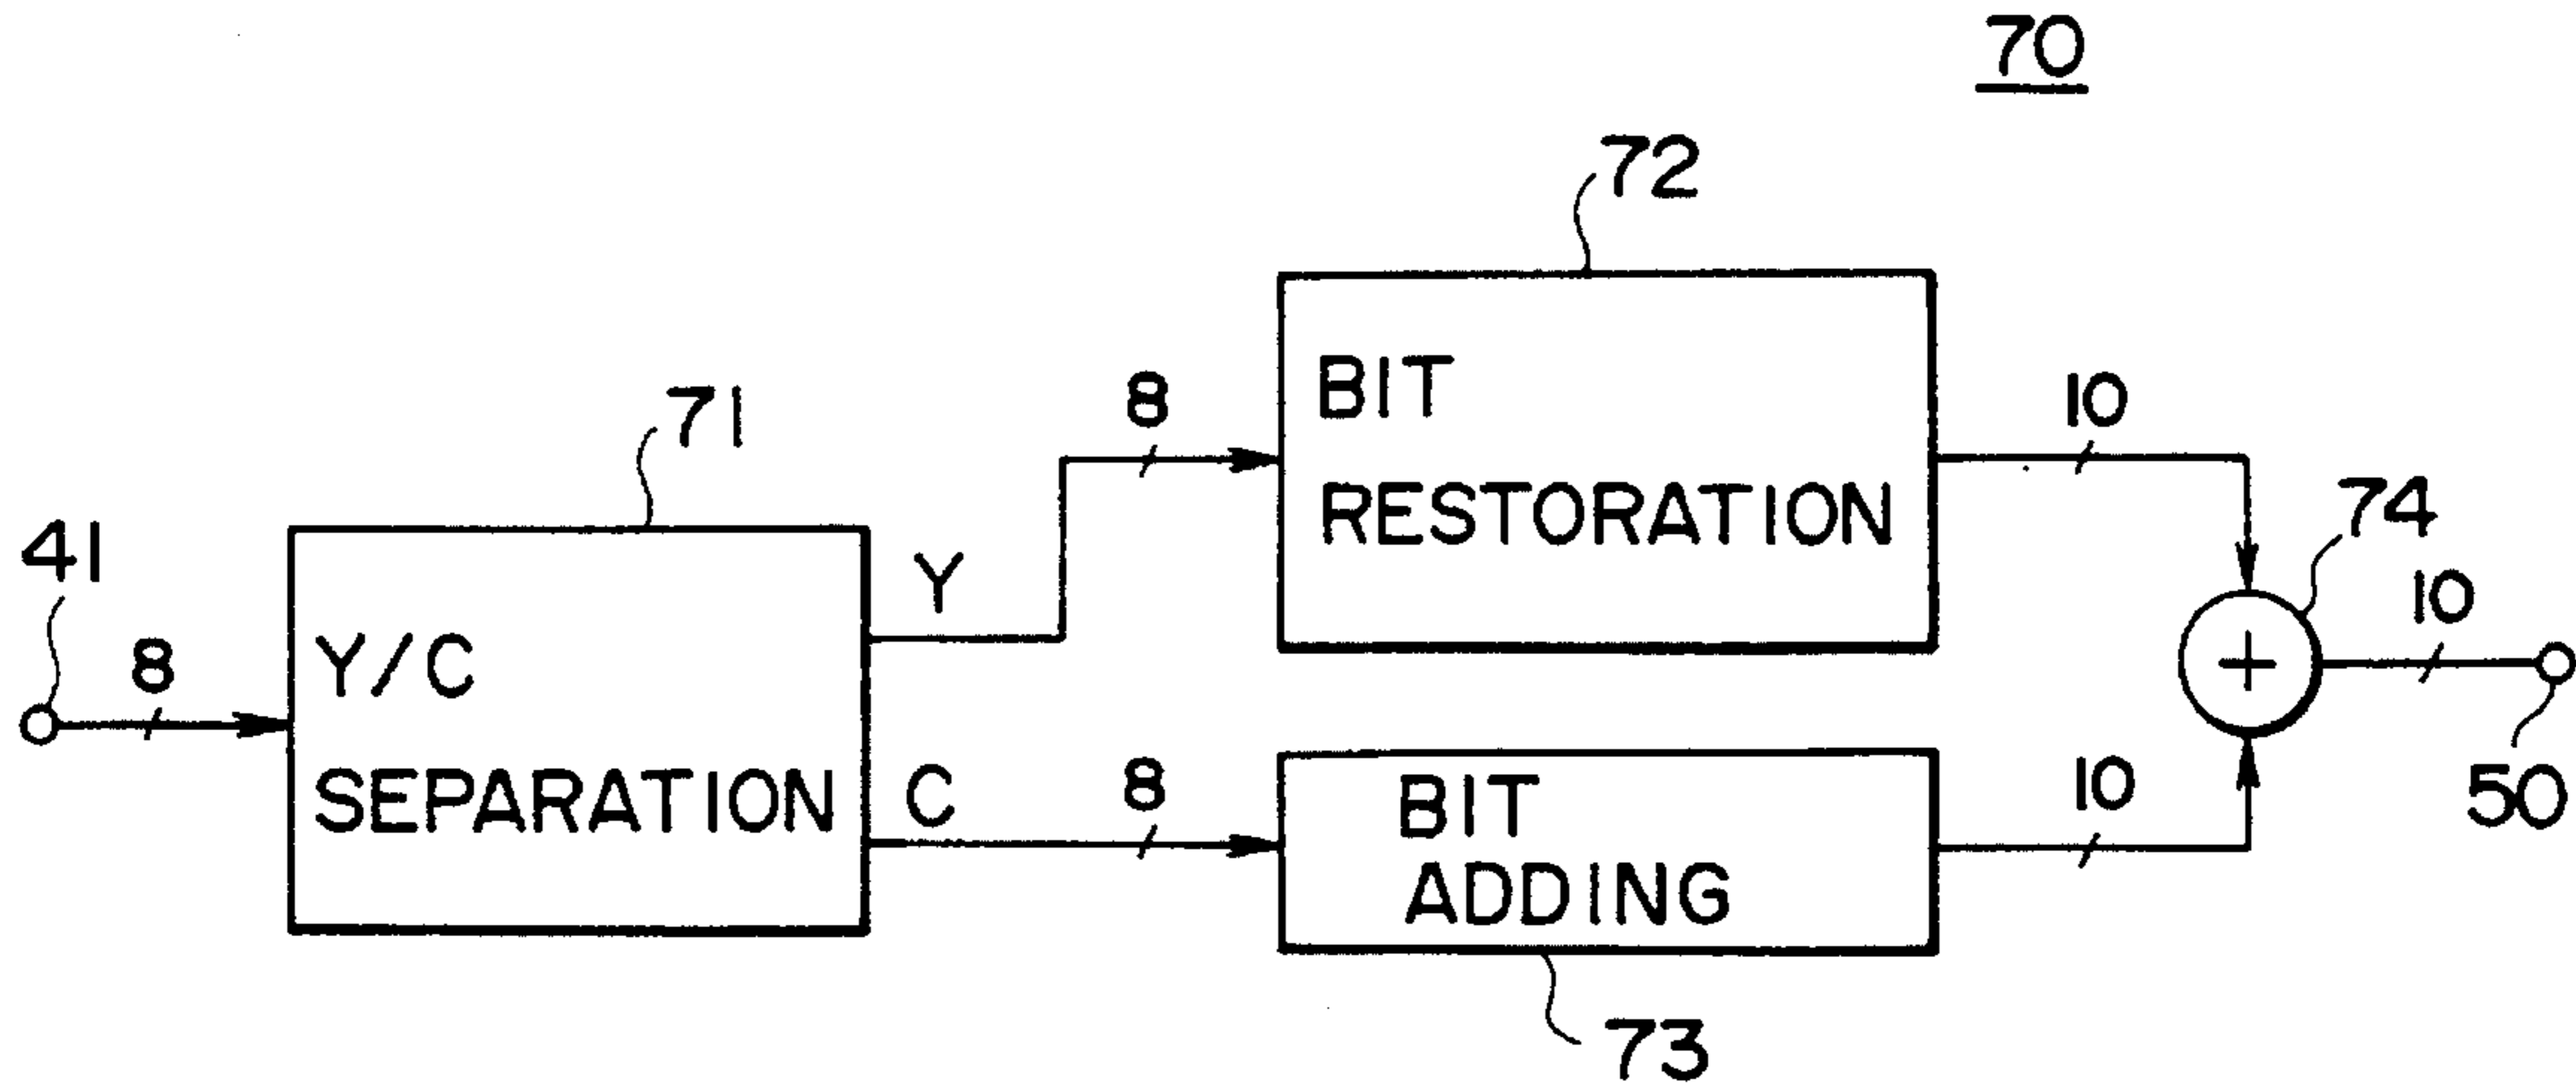 70
72
BIT
RESTORATION
8
10
71
41
8
Y/C
SEPARATION
Y
C
8
BIT
ADDING
10
74
10
50
73